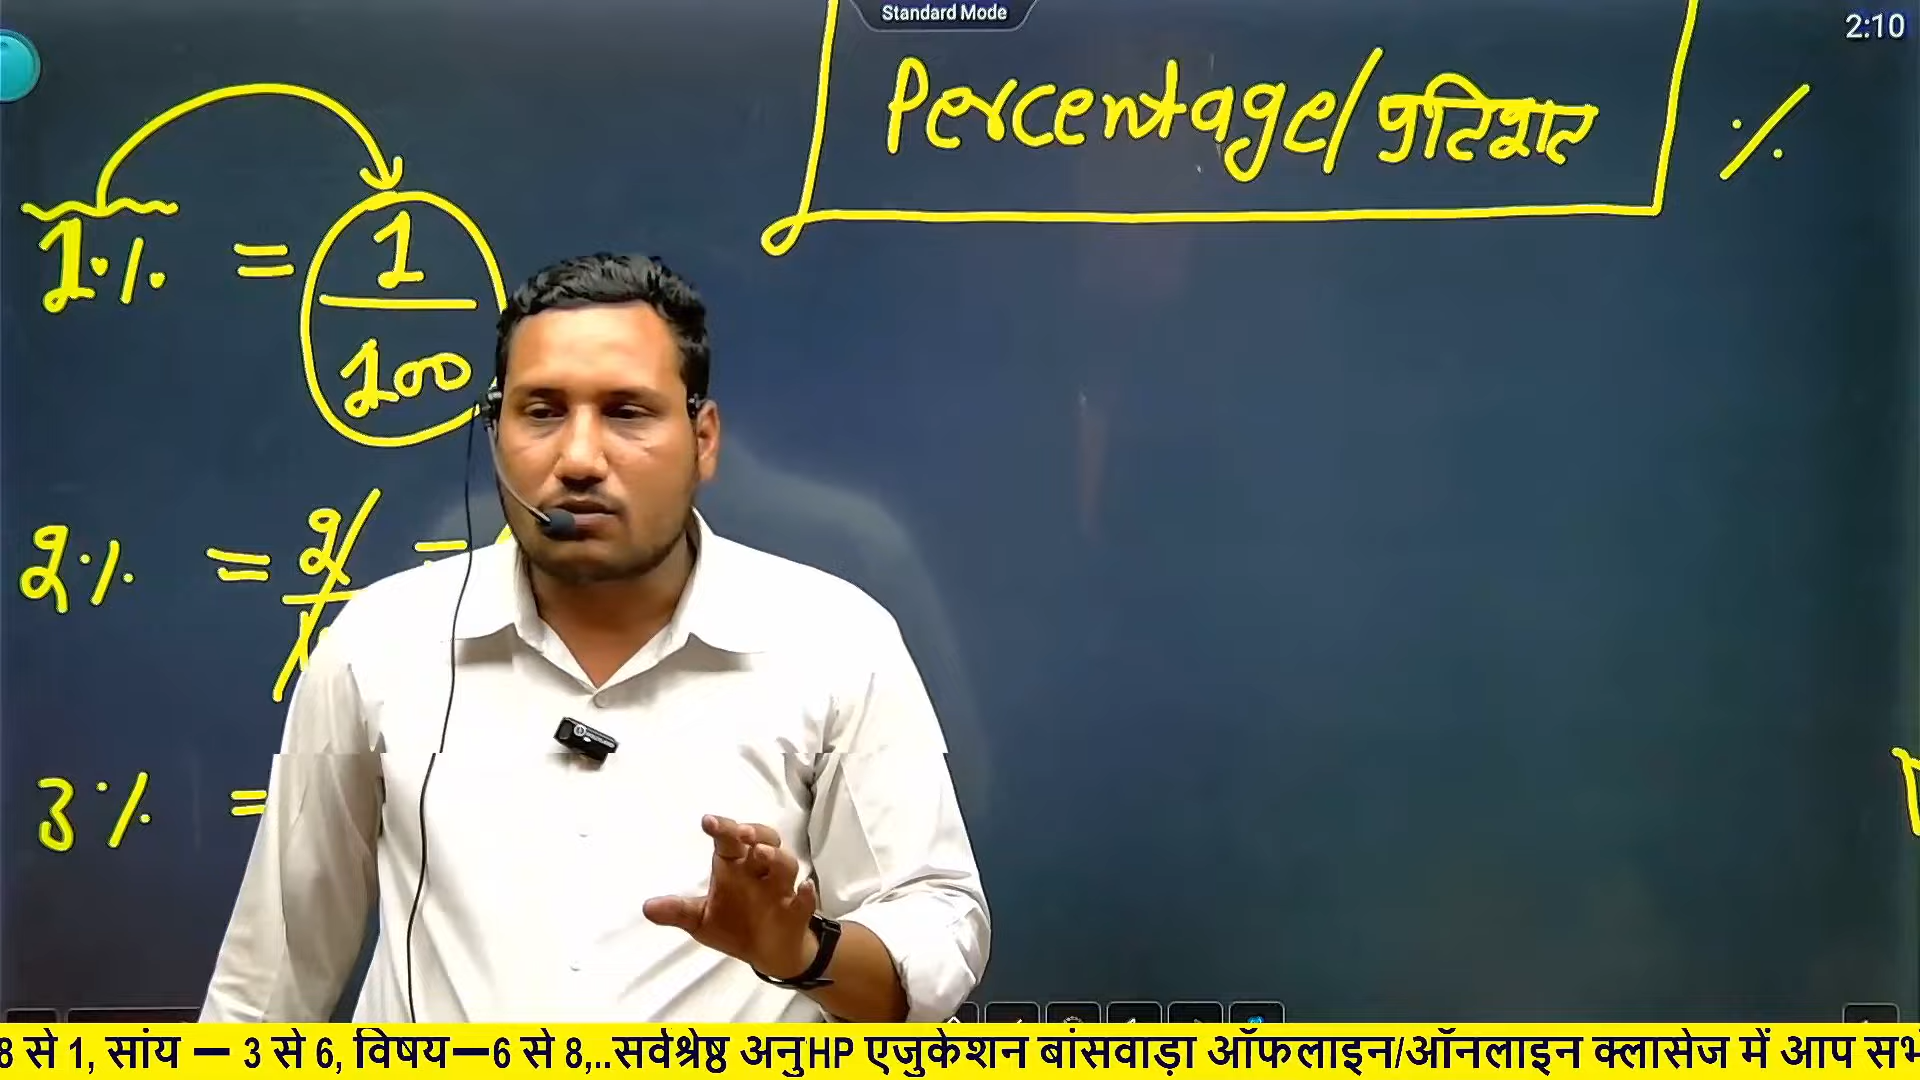 Standard Mode
2:10
Percentage/प्रतिशत %
1% = 1/100
2% = 2/
3% =
8 से 1, सांय – 3 से 6, विषय–6 से 8,..सर्वश्रेष्ठ अनु HP एजुकेशन बांसवाड़ा ऑफलाइन/ऑनलाइन क्लासेज में आप